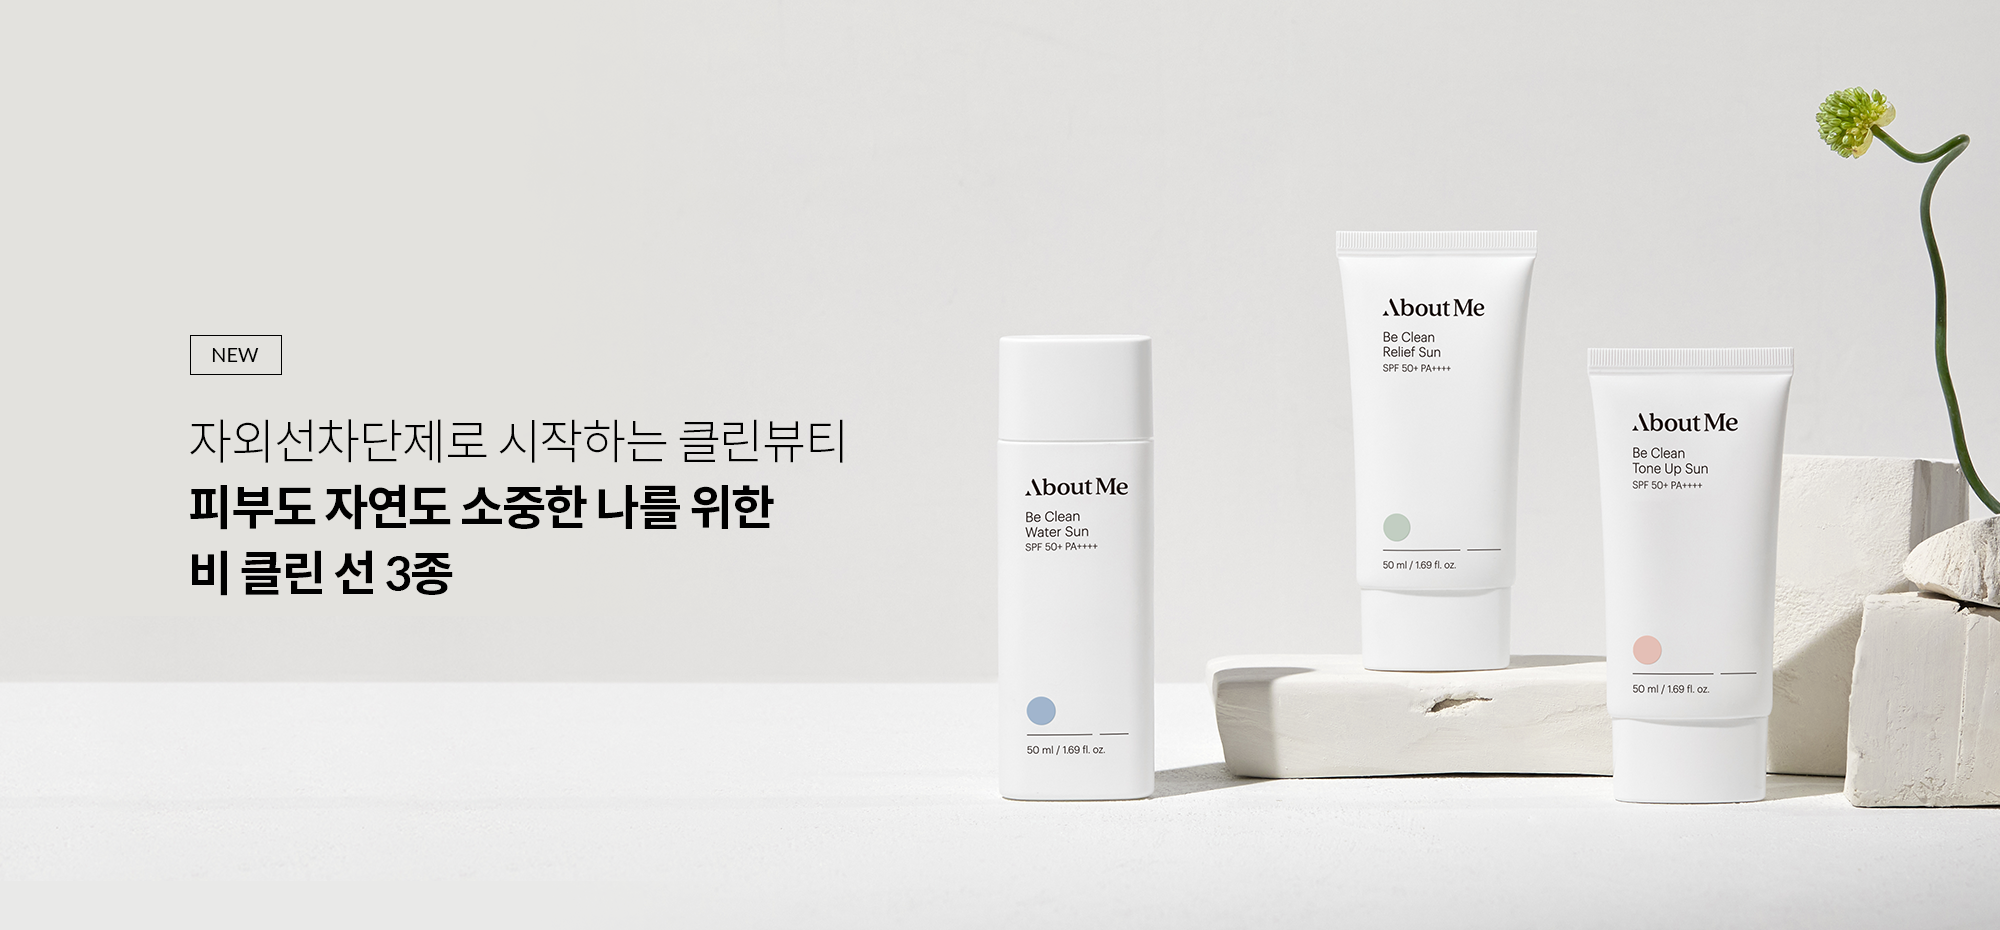 NEW
자외선차단제로 시작하는 클린뷰티
피부도 자연도 소중한 나를 위한
비 클린 선 3종
About Me
Be Clean
Water Sun
SPF 50+ PA++++
50 ml / 1.69 fl. oz.
About Me
Be Clean
Relief Sun
SPF 50+ PA++++
50 ml / 1.69 fl. oz.
About Me
Be Clean
Tone Up Sun
SPF 50+ PA++++
50 ml / 1.69 fl. oz.